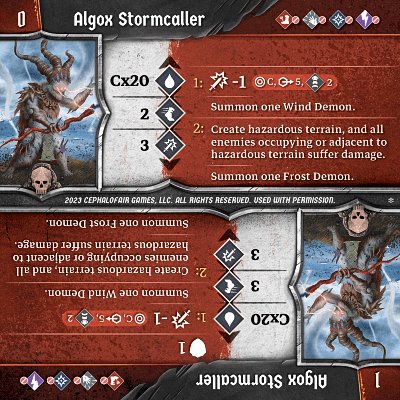 0
Algox Stormcaller
Cx20
2
3
1: -1 C, 5, 2
Summon one Wind Demon.
2: Create hazardous terrain, and all
enemies occupying or adjacent to
hazardous terrain suffer damage.
Summon one Frost Demon.
2023 CEPHALOFAIR GAMES, LLC. ALL RIGHTS RESERVED. USED WITH PERMISSION.
1
Algox Stormcaller
Cx20
3
3
1
1: -1 C, 5, 2
Summon one Wind Demon.
2: Create hazardous terrain, and all
enemies occupying or adjacent to
hazardous terrain suffer damage.
Summon one Frost Demon.